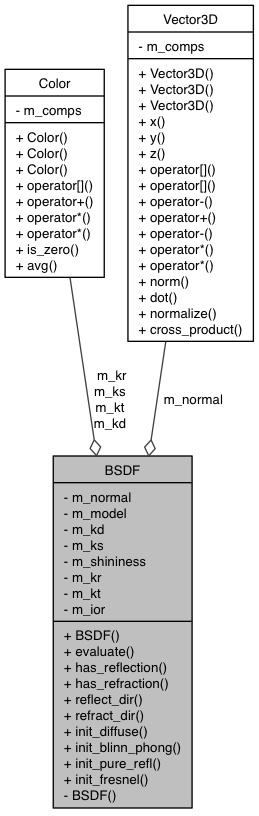 Vector3D
- m_comps
+ Vector3D()
+ Vector3D()
+ Vector3D()
+ x()
+ y()
+ z()
+ operator[]()
+ operator[]()
+ operator-()
+ operator+()
+ operator-()
+ operator*()
+ operator*()
+ norm()
+ dot()
+ normalize()
+ cross_product()
Color
- m_comps
+ Color()
+ Color()
+ Color()
+ operator[]()
+ operator+()
+ operator*()
+ operator*()
+ is_zero()
+ avg()
m_kr
m_ks
m_kt
m_kd
m_normal
BSDF
- m_normal
- m_model
- m_kd
- m_ks
- m_shininess
- m_kr
- m_kt
- m_ior
+ BSDF()
+ evaluate()
+ has_reflection()
+ has_refraction()
+ reflect_dir()
+ refract_dir()
+ init_diffuse()
+ init_blinn_phong()
+ init_pure_refl()
+ init_fresnel()
- BSDF()